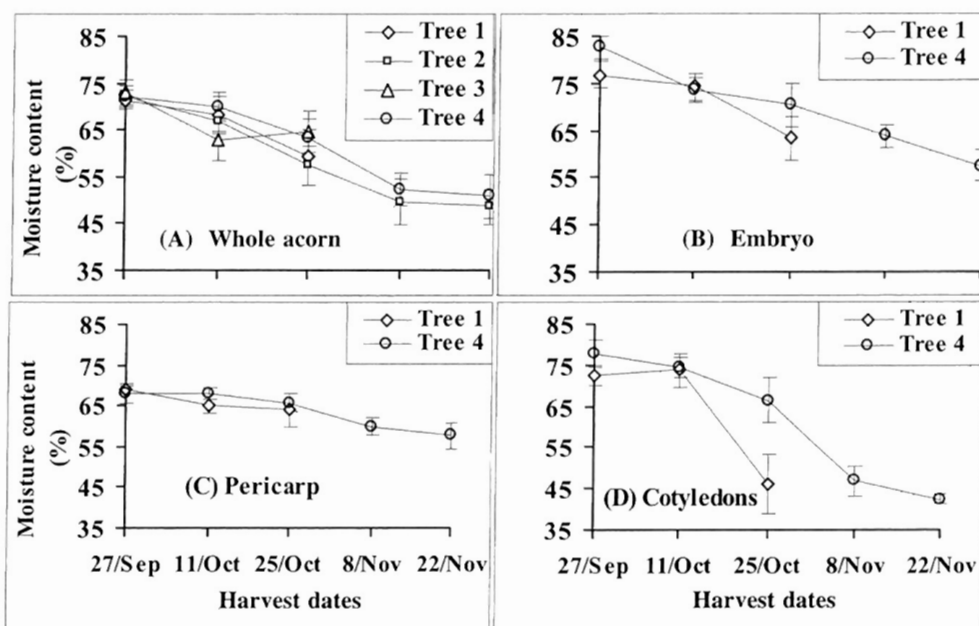 Moisture content
(%)
85
75
65
55
45
35
Tree 1
Tree 2
Tree 3
Tree 4
(A) Whole acorn
85
75
65
55
45
35
Tree 1
Tree 4
(B) Embryo
Moisture content
(%)
85
75
65
55
45
35
Tree 1
Tree 4
(C) Pericarp
27/Sep 11/Oct 25/Oct 8/Nov 22/Nov
Harvest dates
85
75
65
55
45
35
Tree 1
Tree 4
(D) Cotyledons
27/Sep 11/Oct 25/Oct 8/Nov 22/Nov
Harvest dates